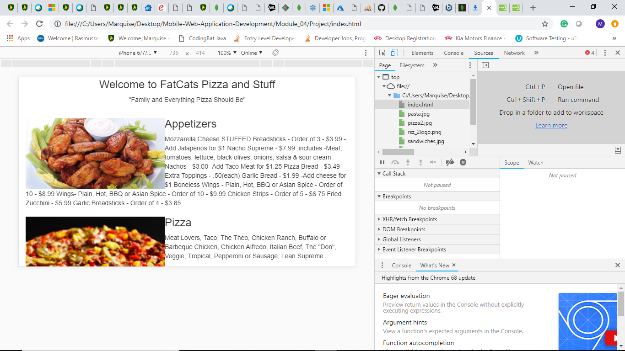 file:///C:/Users/Marquise/Desktop/Mobile-Web-Application-Development/Module_04/Project/index.html
Apps
Welcome | Rasmuss
Welcome, Marquise
CodingBat Java
Entry Level Develop
Developer Jobs, Prog
Desktop Registration
Kia Motors Finance
Software Testing - u
iPhone 6/7/
736 × 414 100% Online
Elements Console Sources Network 4
Page Filesystem
top
file://
C:/Users/Marquise/Desktop
index.html
pasta.jpg
pizza2.jpg
sandwiches.jpg
Ctrl + P Open file
Ctrl + Shift + P Run command
Drop in a folder to add to workspace
Learn more
Scope Watch
Not paused
Call Stack
Not paused
Breakpoints
No breakpoints
XHR/fetch Breakpoints
DOM Breakpoints
Global Listeners
Event Listener Breakpoints
Console What's New
Highlights from the Chrome 68 update
Eager evaluation
Preview return values in the Console without explicitly
executing expressions.
Argument hints
View a function's expected arguments in the Console.
Function autocompletion
Welcome to FatCats Pizza and Stuff
"Family and Everything Pizza Should Be"
Appetizers
Mozzarella Cheese STUFFED Breadsticks - Order of 3 - $3.99 -
Add Jalapenos for $1 Nacho Supreme - $7.99 includes -Meat,
tomatoes, lettuce, black olives, onions, salsa & sour cream
Nachos - $3.00 -Add Taco Meat for $1.25 Pizza Bread - $3.49
Extra Toppings - .50(each) Garlic Bread - $1.99 -Add cheese for
$1 Boneless Wings - Plain, Hot, BBQ or Asian Spice - Order of
10 - $8.99 Wings- Plain, Hot, BBQ or Asian Spice - Order of 10 - $9.99 Chicken Strips - Order of 5 - $6.75 Fried
Zucchini - $5.99 Garlic Breadsticks - Order of 4 - $3.85
Pizza
Meat Lovers, Taco, The Theo, Chicken Ranch, Buffalo or
Barbeque Chicken, Chicken Alfredo, Italian Beef, The "Don",
Veggie, Tropical, Pepperoni or Sausage, Lean Supreme